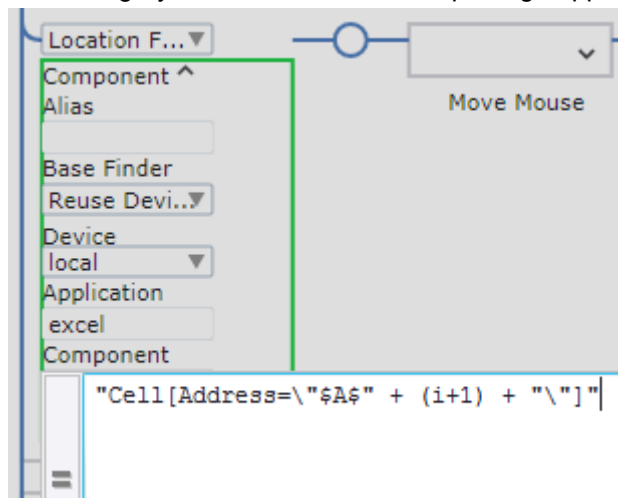 Location F...
Component ^
Alias
Move Mouse
Base Finder
Reuse Devi..
Device
local
Application
excel
Component
"Cell[Address=\"$A$" + (i+1) + "\"]"
=